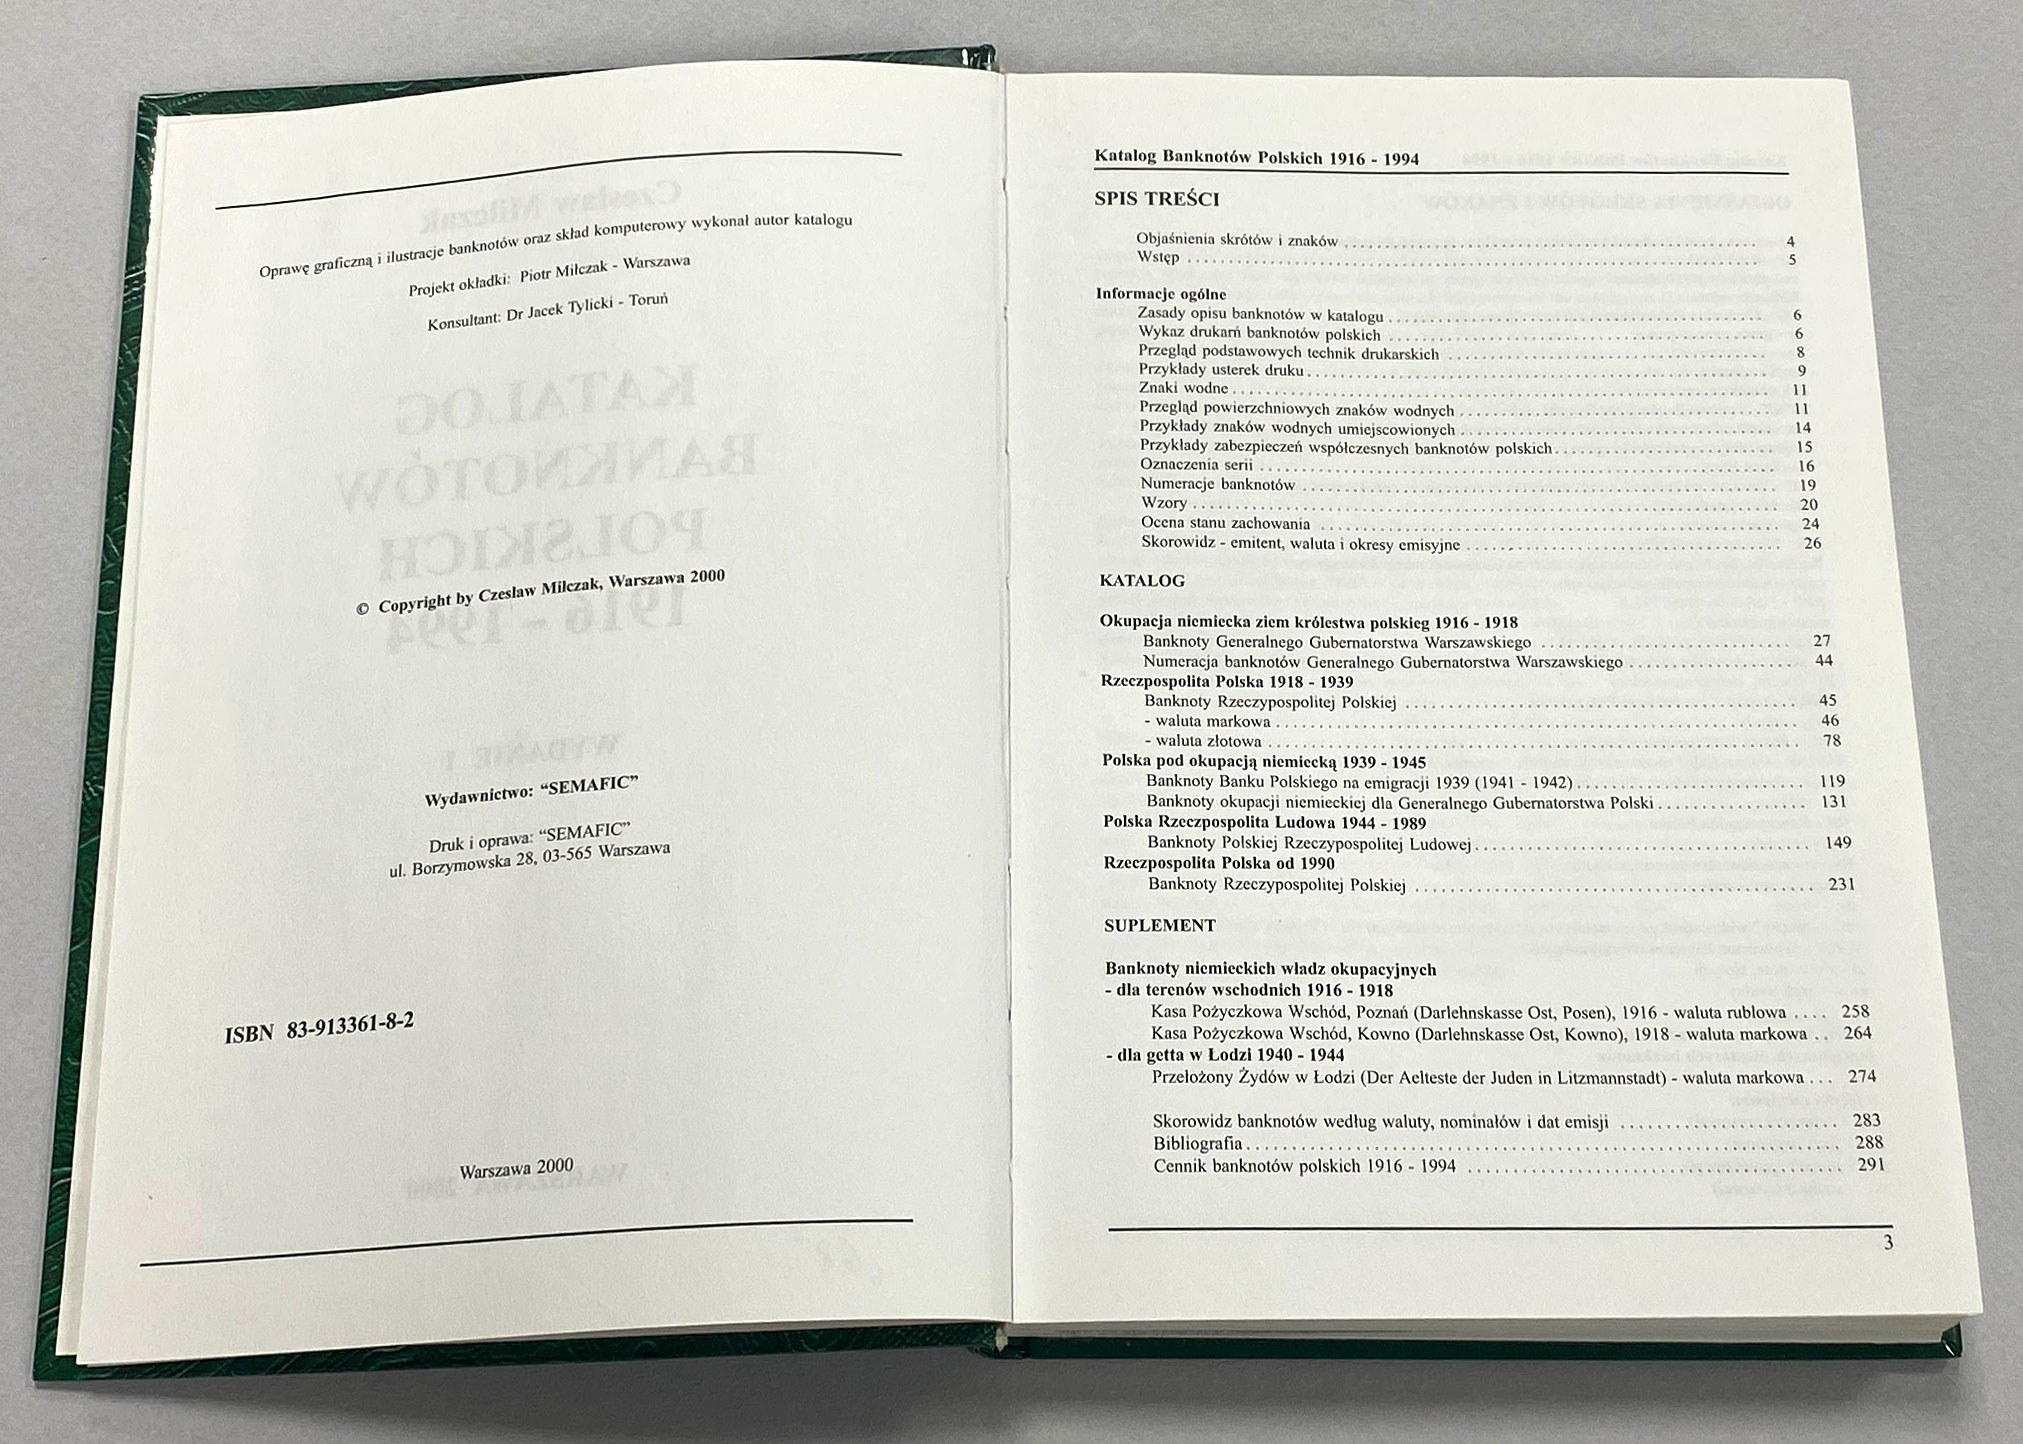 Oprawę graficzną i ilustracje banknotów oraz skład komputerowy wykonał autor katalogu
Projekt okładki: Piotr Miłczak - Warszawa
Konsultant: Dr Jacek Tylicki - Toruń
© Copyright by Czesław Miłczak, Warszawa 2000
Wydawnictwo: “SEMAFIC”
Druk i oprawa: “SEMAFIC”
ul. Borzymowska 28, 03-565 Warszawa
ISBN 83-913361-8-2
Warszawa 2000
Katalog Banknotów Polskich 1916 - 1994
SPIS TREŚCI
Objaśnienia skrótów i znaków 4
Wstęp 5
Informacje ogólne
Zasady opisu banknotów w katalogu 6
Wykaz drukarń banknotów polskich 6
Przegląd podstawowych technik drukarskich 8
Przykłady usterek druku 9
Znaki wodne 11
Przegląd powierzchniowych znaków wodnych 11
Przykłady znaków wodnych umiejscowionych 14
Przykłady zabezpieczeń współczesnych banknotów polskich 15
Oznaczenia serii 16
Numeracje banknotów 19
Wzory 20
Ocena stanu zachowania 24
Skorowidz - emitent, waluta i okresy emisyjne 26
KATALOG
Okupacja niemiecka ziem królestwa polskieg 1916 - 1918
Banknoty Generalnego Gubernatorstwa Warszawskiego 27
Numeracja banknotów Generalnego Gubernatorstwa Warszawskiego 44
Rzeczpospolita Polska 1918 - 1939
Banknoty Rzeczypospolitej Polskiej 45
- waluta markowa 46
- waluta złotowa 78
Polska pod okupacją niemiecką 1939 - 1945
Banknoty Banku Polskiego na emigracji 1939 (1941 - 1942) 119
Banknoty okupacji niemieckiej dla Generalnego Gubernatorstwa Polski 131
Polska Rzeczpospolita Ludowa 1944 - 1989
Banknoty Polskiej Rzeczypospolitej Ludowej 149
Rzeczpospolita Polska od 1990
Banknoty Rzeczypospolitej Polskiej 231
SUPLEMENT
Banknoty niemieckich władz okupacyjnych
- dla terenów wschodnich 1916 - 1918
Kasa Pożyczkowa Wschód, Poznań (Darlehnskasse Ost, Posen), 1916 - waluta rublowa 258
Kasa Pożyczkowa Wschód, Kowno (Darlehnskasse Ost, Kowno), 1918 - waluta markowa 264
- dla getta w Łodzi 1940 - 1944
Przełożony Żydów w Łodzi (Der Aelteste der Juden in Litzmannstadt) - waluta markowa 274
Skorowidz banknotów według waluty, nominałów i dat emisji 283
Bibliografia 288
Cennik banknotów polskich 1916 - 1994 291
3